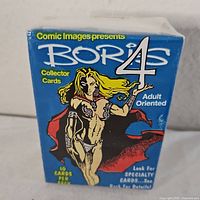 Comic Images presents
BORIS 4
Collector
Cards
Adult
Oriented
10
CARDS
PER
Look For
SPECIALTY
CARDS...See
Back For Details!